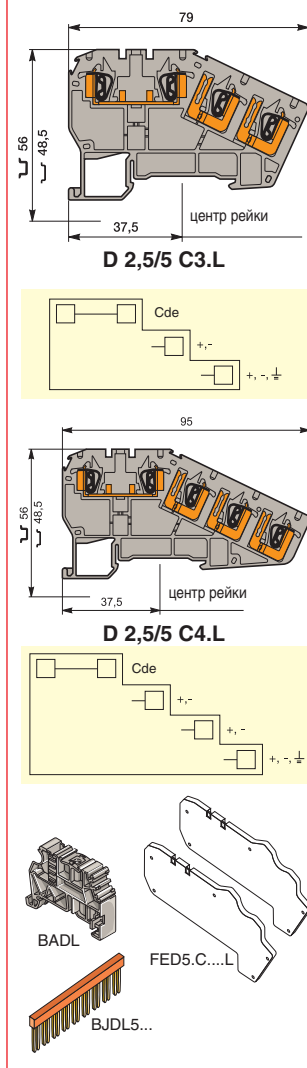 79
56
48,5
37,5
центр рейки
D 2,5/5 C3.L
Cde
+,-
+, -, ⏚
95
56
48,5
37,5
центр рейки
D 2,5/5 C4.L
Cde
+,-
+, -
+, -, ⏚
BADL
FED5.C....L
BJDL5...